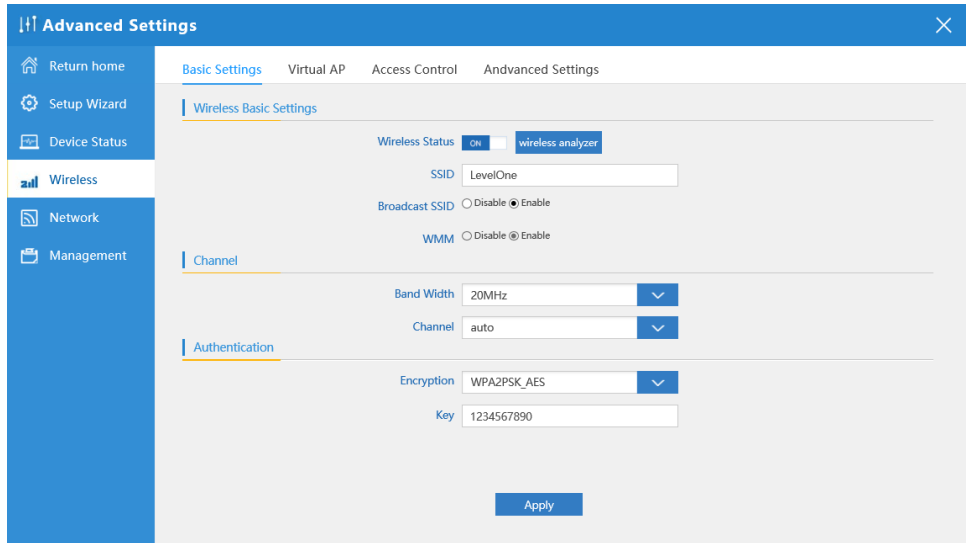 Advanced Settings
Return home
Setup Wizard
Device Status
Wireless
Network
Management
Basic Settings Virtual AP Access Control Andvanced Settings
Wireless Basic Settings
Wireless Status ON wireless analyzer
SSID LevelOne
Broadcast SSID Disable Enable
WMM Disable Enable
Channel
Band Width 20MHz
Channel auto
Authentication
Encryption WPA2PSK_AES
Key 1234567890
Apply